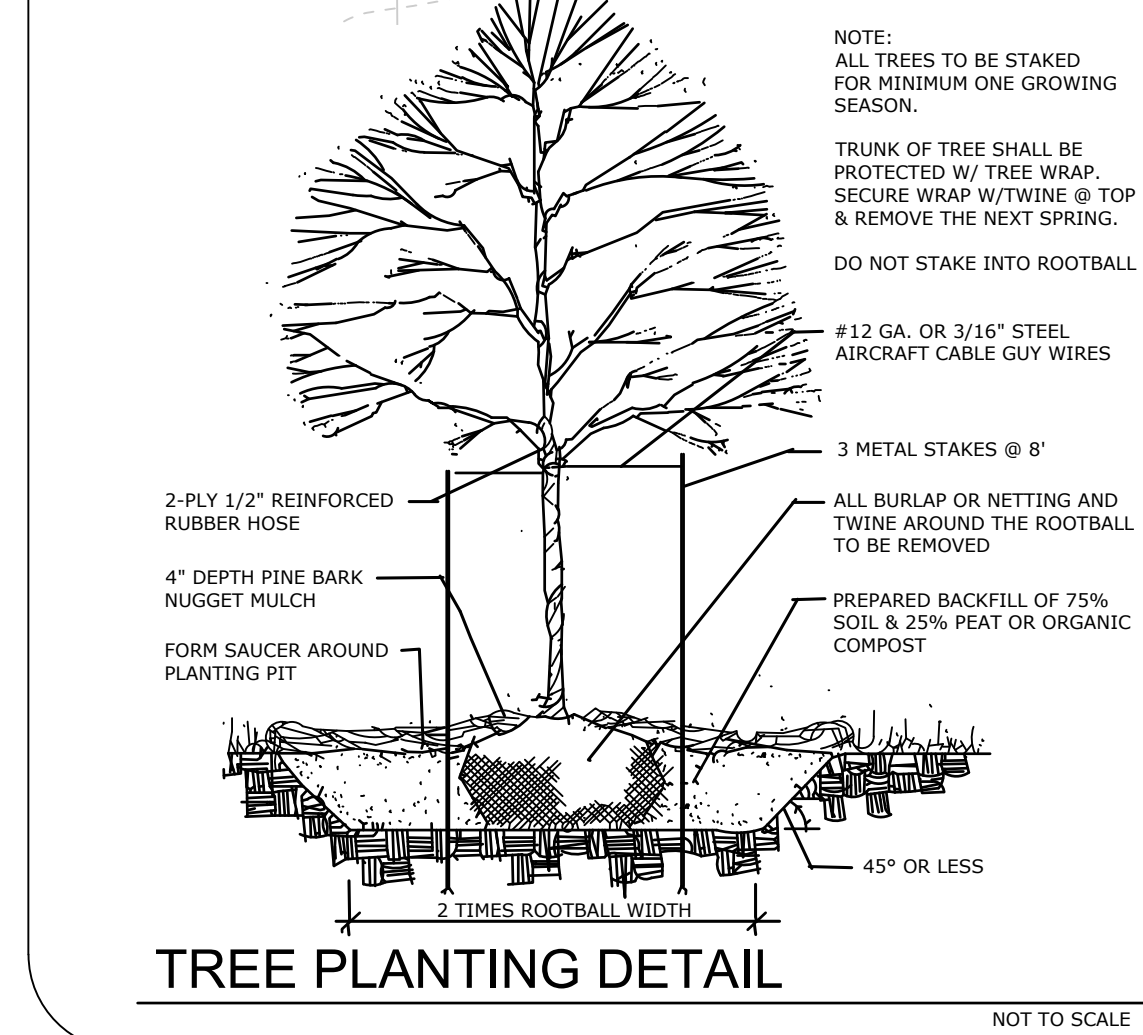 NOTE:
ALL TREES TO BE STAKED
FOR MINIMUM ONE GROWING
SEASON.
TRUNK OF TREE SHALL BE
PROTECTED W/ TREE WRAP.
SECURE WRAP W/TWINE @ TOP
& REMOVE THE NEXT SPRING.
DO NOT STAKE INTO ROOTBALL
#12 GA. OR 3/16" STEEL
AIRCRAFT CABLE GUY WIRES
3 METAL STAKES @ 8'
ALL BURLAP OR NETTING AND
TWINE AROUND THE ROOTBALL
TO BE REMOVED
PREPARED BACKFILL OF 75%
SOIL & 25% PEAT OR ORGANIC
COMPOST
45° OR LESS
2-PLY 1/2" REINFORCED
RUBBER HOSE
4" DEPTH PINE BARK
NUGGET MULCH
FORM SAUCER AROUND
PLANTING PIT
2 TIMES ROOTBALL WIDTH
TREE PLANTING DETAIL
NOT TO SCALE